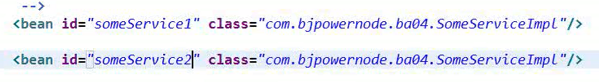 -->
<bean id="someService1" class="com.bjpowernode.ba04.SomeServiceImpl"/>
<bean id="someService2" class="com.bjpowernode.ba04.SomeServiceImpl"/>